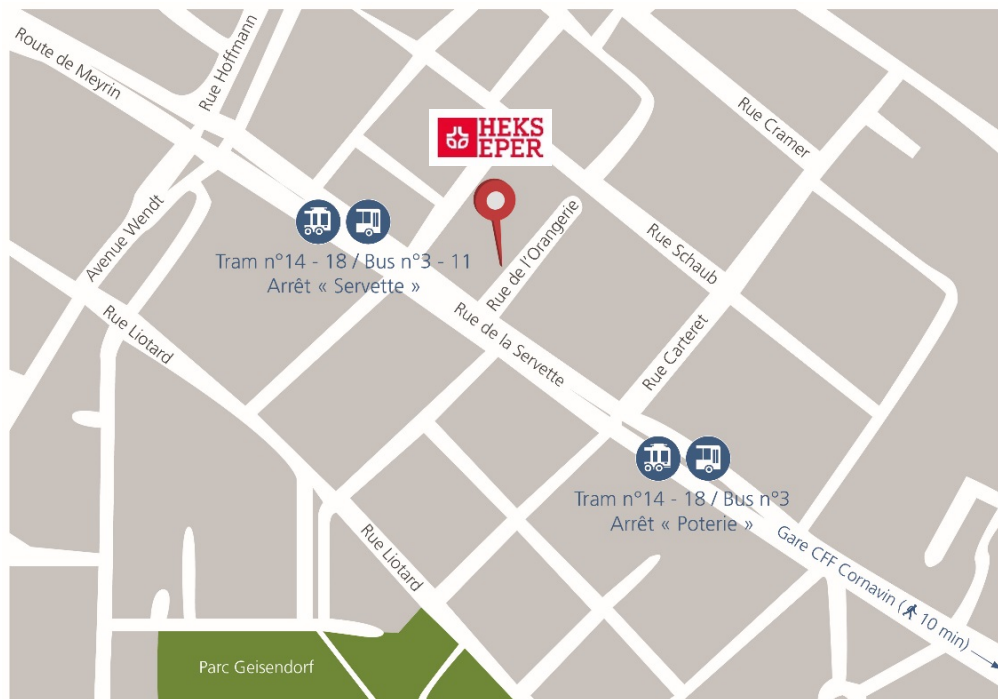 Route de Meyrin
Rue Hoffmann
HEKS
EPER
Rue Cramer
Avenue Wendt
Tram n°14 - 18 / Bus n°3 - 11
Arrêt « Servette »
Rue de l'Orangerie
Rue Schaub
Rue Liotard
Rue de la Servette
Rue Carteret
Tram n°14 - 18 / Bus n°3
Arrêt « Poterie »
Rue Liotard
Gare CFF Cornavin ( 10 min)
Parc Geisendorf